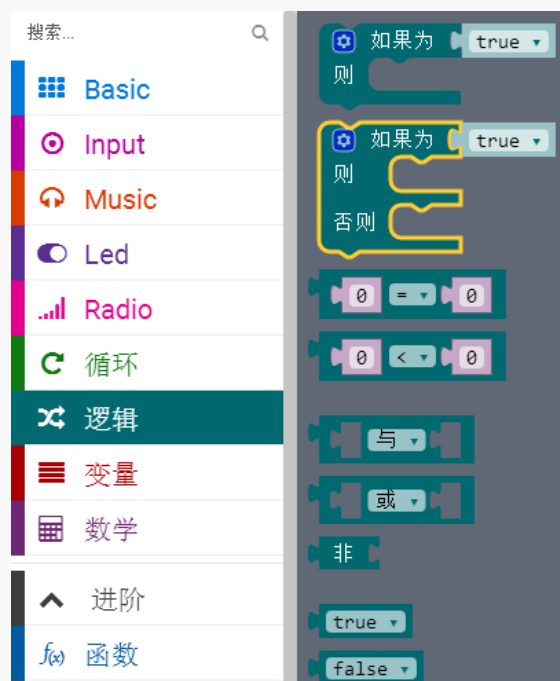 搜索...
Basic
Input
Music
Led
Radio
循环
逻辑
变量
数学
进阶
f(x) 函数
如果为 true
则
如果为 true
则
否则
0 = 0
0 < 0
与
或
非
true
false